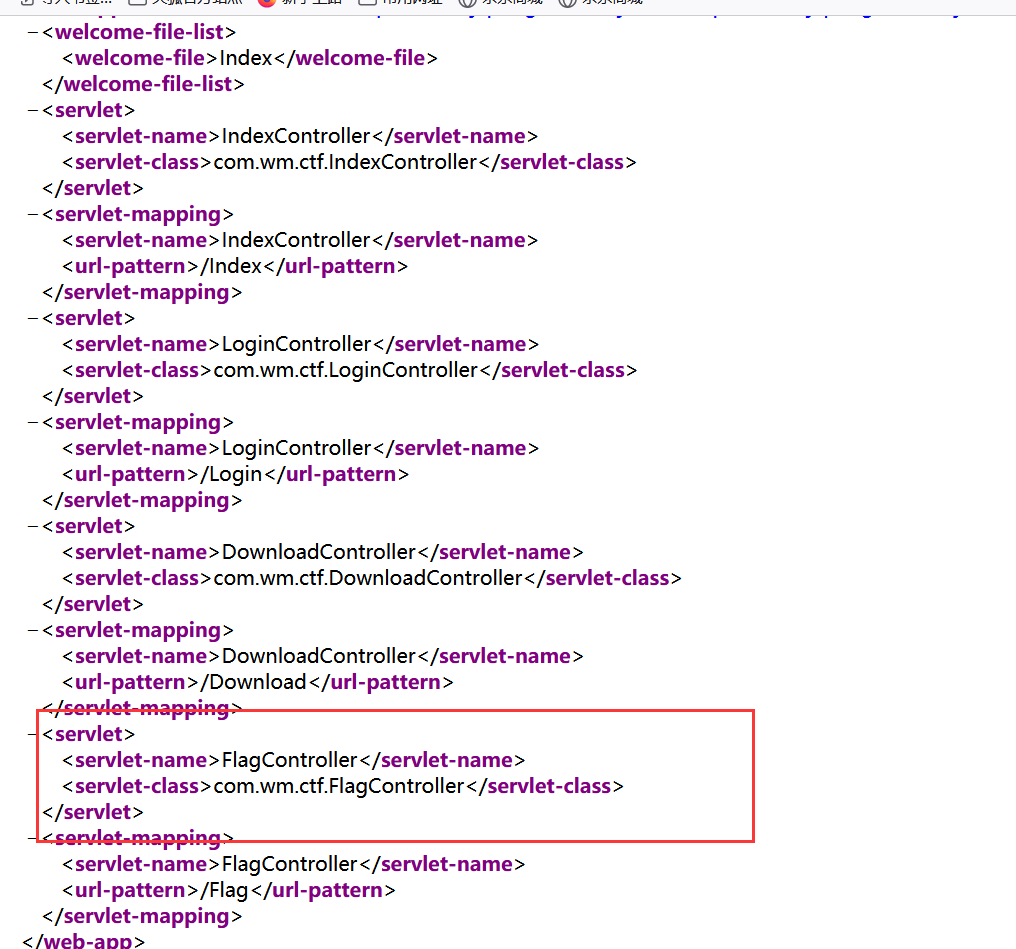 −<welcome-file-list>
<welcome-file>Index</welcome-file>
</welcome-file-list>
−<servlet>
<servlet-name>IndexController</servlet-name>
<servlet-class>com.wm.ctf.IndexController</servlet-class>
</servlet>
−<servlet-mapping>
<servlet-name>IndexController</servlet-name>
<url-pattern>/Index</url-pattern>
</servlet-mapping>
−<servlet>
<servlet-name>LoginController</servlet-name>
<servlet-class>com.wm.ctf.LoginController</servlet-class>
</servlet>
−<servlet-mapping>
<servlet-name>LoginController</servlet-name>
<url-pattern>/Login</url-pattern>
</servlet-mapping>
−<servlet>
<servlet-name>DownloadController</servlet-name>
<servlet-class>com.wm.ctf.DownloadController</servlet-class>
</servlet>
−<servlet-mapping>
<servlet-name>DownloadController</servlet-name>
<url-pattern>/Download</url-pattern>
</servlet-mapping>
−<servlet>
<servlet-name>FlagController</servlet-name>
<servlet-class>com.wm.ctf.FlagController</servlet-class>
</servlet>
−<servlet-mapping>
<servlet-name>FlagController</servlet-name>
<url-pattern>/Flag</url-pattern>
</servlet-mapping>
</web-app>